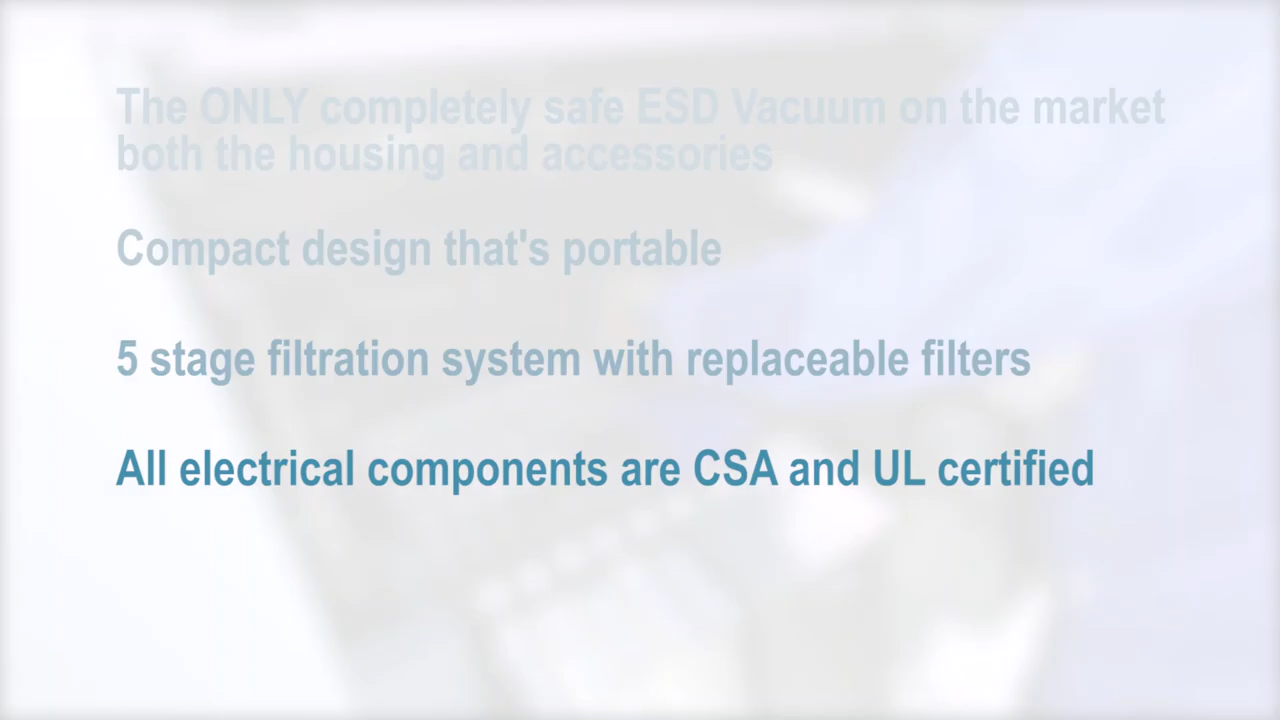 The ONLY completely safe ESD Vacuum on the market
both the housing and accessories
Compact design that's portable
5 stage filtration system with replaceable filters
All electrical components are CSA and UL certified